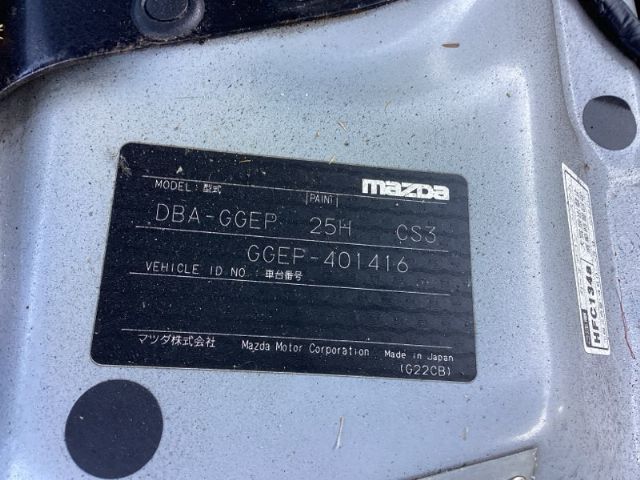 mazda
MODEL: 型式 PAINT
DBA-GGEP 25H CS3
GGEP-401416
VEHICLE ID NO.: 車台番号
マツダ株式会社 Mazda Motor Corporation Made in Japan
(G22CB)
HFC134a